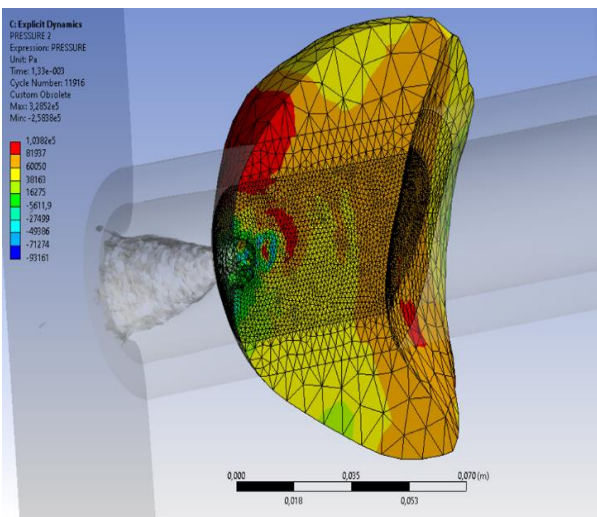 C: Explicit Dynamics
PRESSURE 2
Expression: PRESSURE
Unit: Pa
Time: 1,33e-003
Cycle Number: 11916
Custom Obsolete
Max: 3,2852e5
Min: -2,5838e5
1,0382e5
81937
60050
38163
16275
-5611,9
-27499
-49386
-71274
-93161
0,000 0,035 0,070 (m)
0,018 0,053